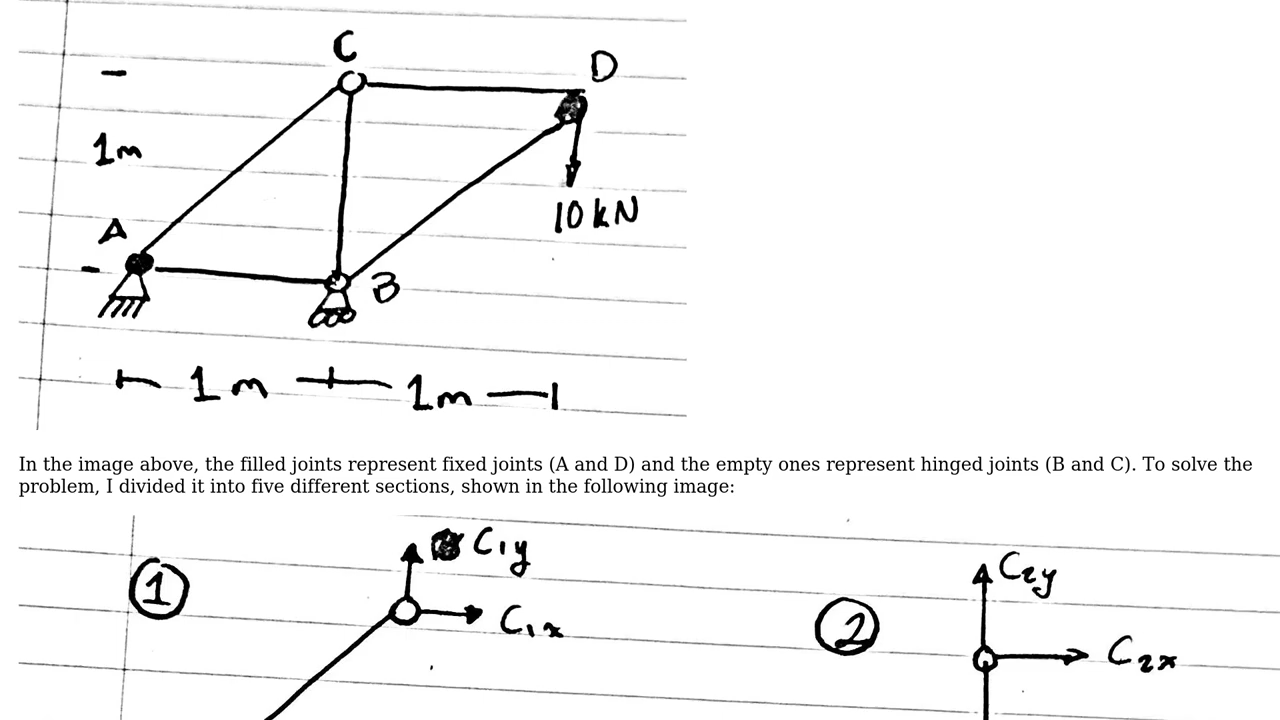 C
D
1m
A
10 kN
B
1m 1m
In the image above, the filled joints represent fixed joints (A and D) and the empty ones represent hinged joints (B and C). To solve the
problem, I divided it into five different sections, shown in the following image:
1 C1y
C1x
2 C2y
C2x